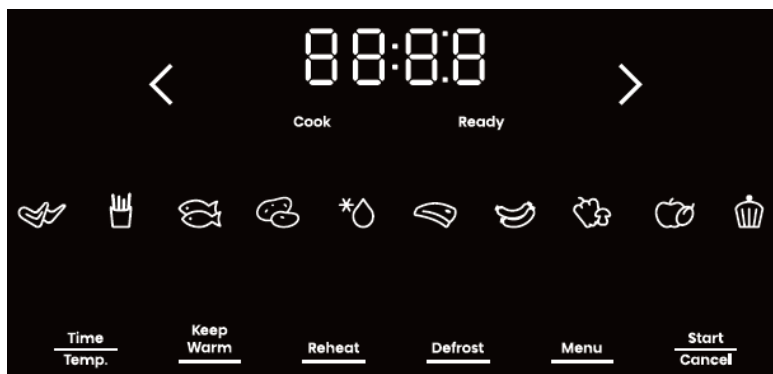 88:8.8
Cook Ready
Time
Temp.
Keep
Warm
Reheat
Defrost
Menu
Start
Cancel